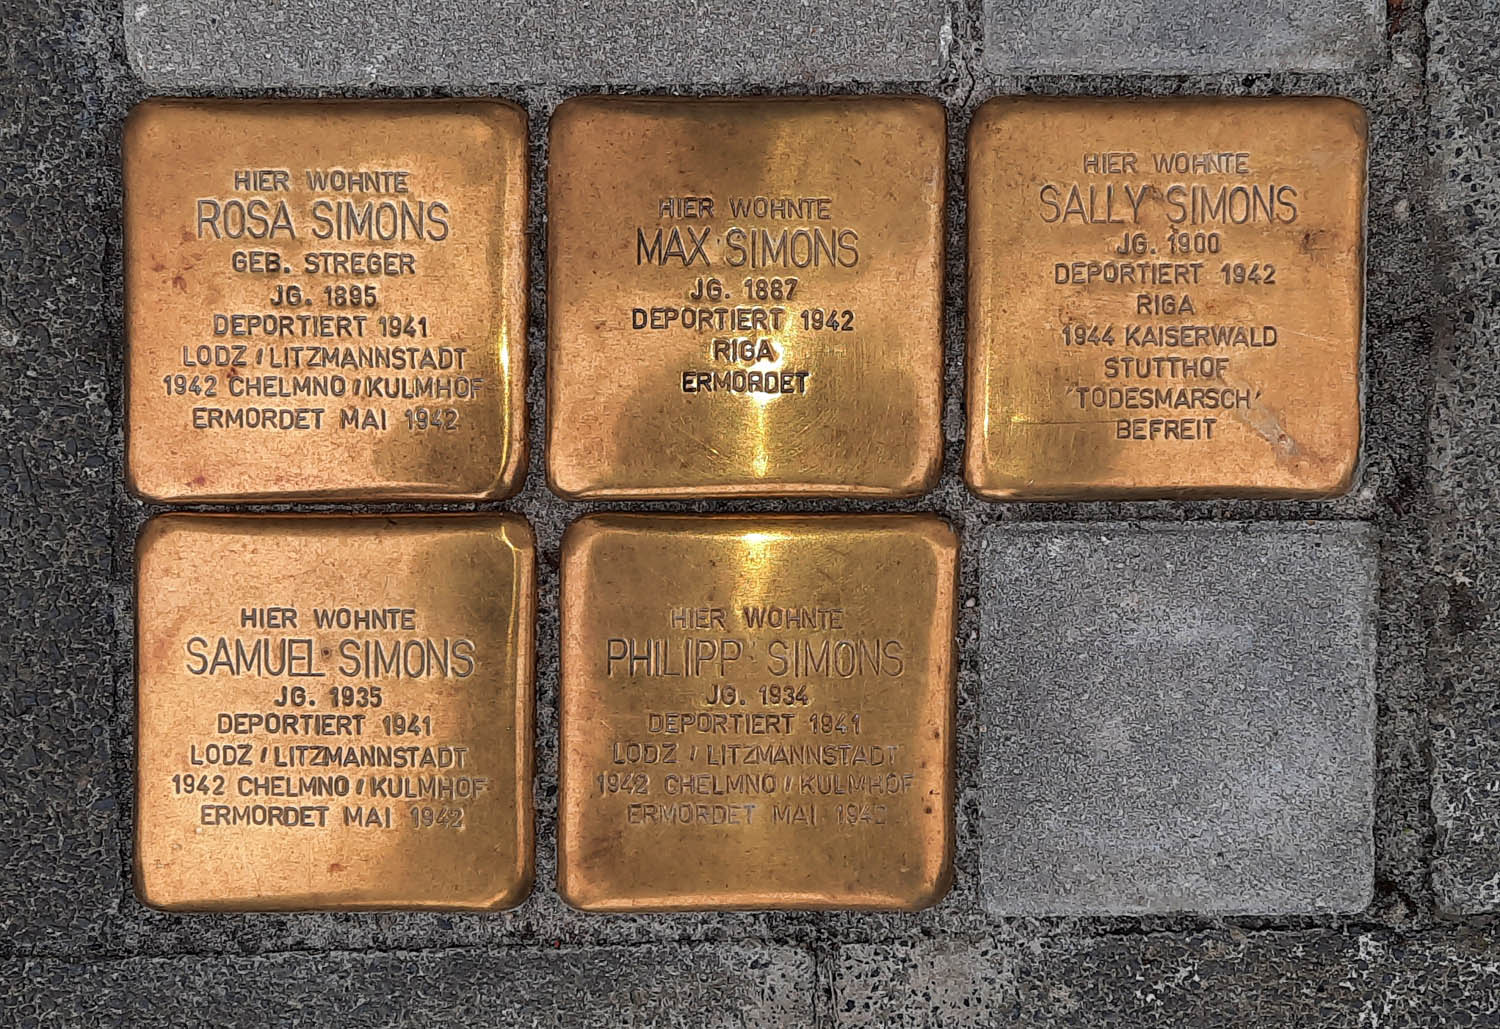 HIER WOHNTE
ROSA SIMONS
GEB. STREGER
JG. 1895
DEPORTIERT 1941
LODZ / LITZMANNSTADT
1942 CHELMNO / KULMHOF
ERMORDET MAI 1942
HIER WOHNTE
MAX SIMONS
JG. 1887
DEPORTIERT 1942
RIGA
ERMORDET
HIER WOHNTE
SALLY SIMONS
JG. 1900
DEPORTIERT 1942
RIGA
1944 KAISERWALD
STUTTHOF
'TODESMARSCH'
BEFREIT
HIER WOHNTE
SAMUEL SIMONS
JG. 1935
DEPORTIERT 1941
LODZ / LITZMANNSTADT
1942 CHELMNO / KULMHOF
ERMORDET MAI 1942
HIER WOHNTE
PHILIPP SIMONS
JG. 1934
DEPORTIERT 1941
LODZ / LITZMANNSTADT
1942 CHELMNO / KULMHOF
ERMORDET MAI 1942